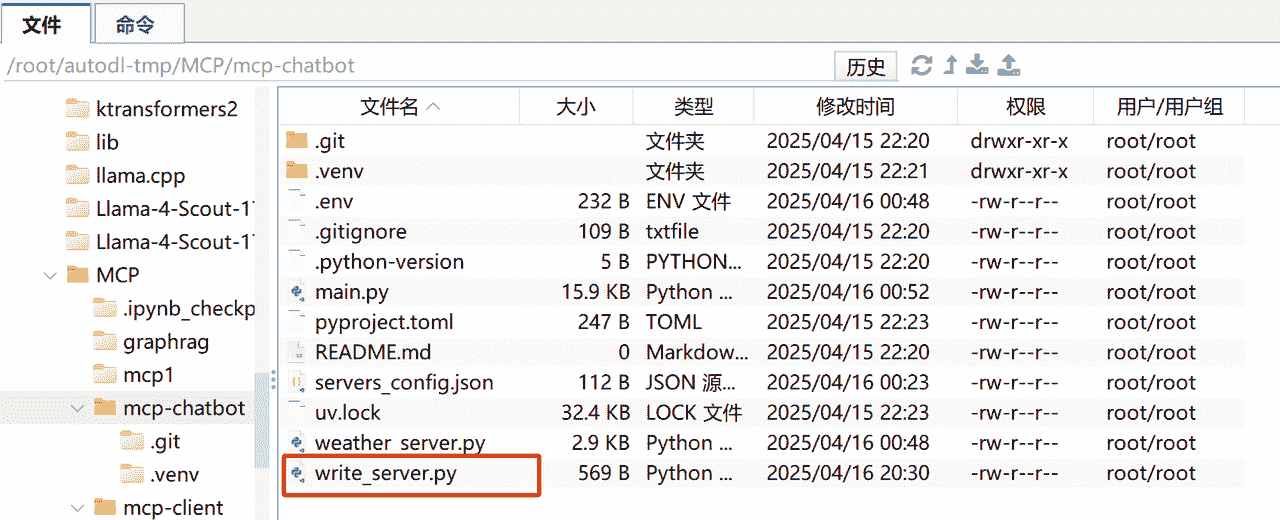 文件 命令
/root/autodl-tmp/MCP/mcp-chatbot 历史
ktransformers2
lib
llama.cpp
Llama-4-Scout-1
Llama-4-Scout-1
MCP
.ipynb_checkp
graphrag
mcp1
mcp-chatbot
.git
.venv
mcp-client
文件名 大小 类型 修改时间 权限 用户/用户组
.git 文件夹 2025/04/15 22:20 drwxr-xr-x root/root
.venv 文件夹 2025/04/15 22:21 drwxr-xr-x root/root
.env 232 B ENV 文件 2025/04/16 00:48 -rw-r--r-- root/root
.gitignore 109 B txtfile 2025/04/15 22:20 -rw-r--r-- root/root
.python-version 5 B PYTHON... 2025/04/15 22:20 -rw-r--r-- root/root
main.py 15.9 KB Python ... 2025/04/16 00:52 -rw-r--r-- root/root
pyproject.toml 247 B TOML 2025/04/15 22:23 -rw-r--r-- root/root
README.md 0 Markdow... 2025/04/15 22:20 -rw-r--r-- root/root
servers_config.json 112 B JSON 源... 2025/04/16 00:23 -rw-r--r-- root/root
uv.lock 32.4 KB LOCK 文件 2025/04/15 22:23 -rw-r--r-- root/root
weather_server.py 2.9 KB Python ... 2025/04/16 00:48 -rw-r--r-- root/root
write_server.py 569 B Python ... 2025/04/16 20:30 -rw-r--r-- root/root